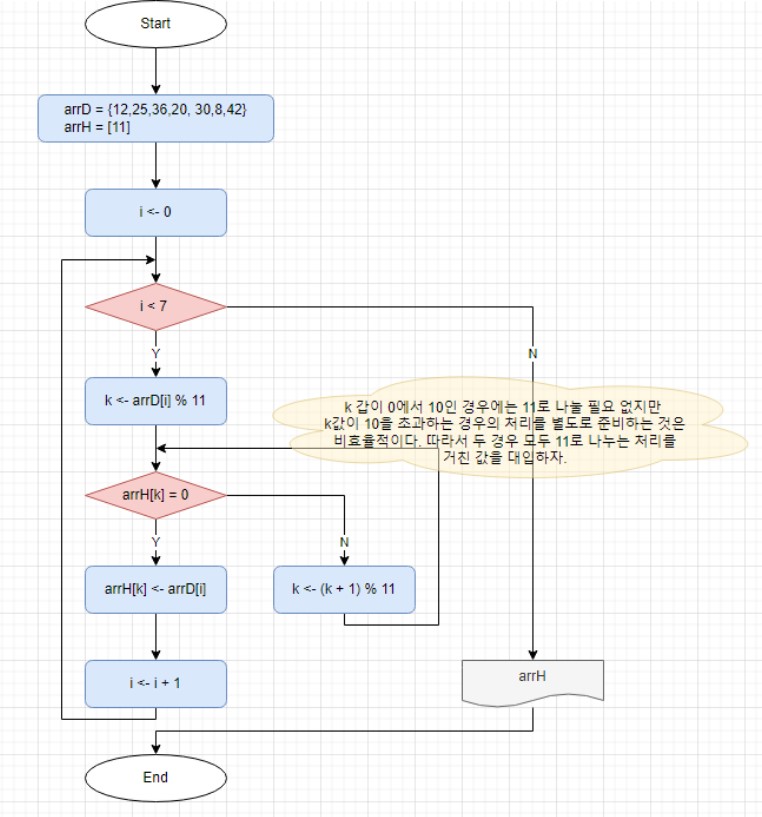 Start
arrD = {12,25,36,20, 30,8,42}
arrH = [11]
i <- 0
i < 7
Y
N
k <- arrD[i] % 11
k 갑이 0에서 10인 경우에는 11로 나눌 필요 없지만
k값이 10을 초과하는 경우의 처리를 별도로 준비하는 것은
비효율적이다. 따라서 두 경우 모두 11로 나누는 처리를
거친 값을 대입하자.
arrH[k] = 0
Y
N
arrH[k] <- arrD[i]
k <- (k + 1) % 11
i <- i + 1
arrH
End